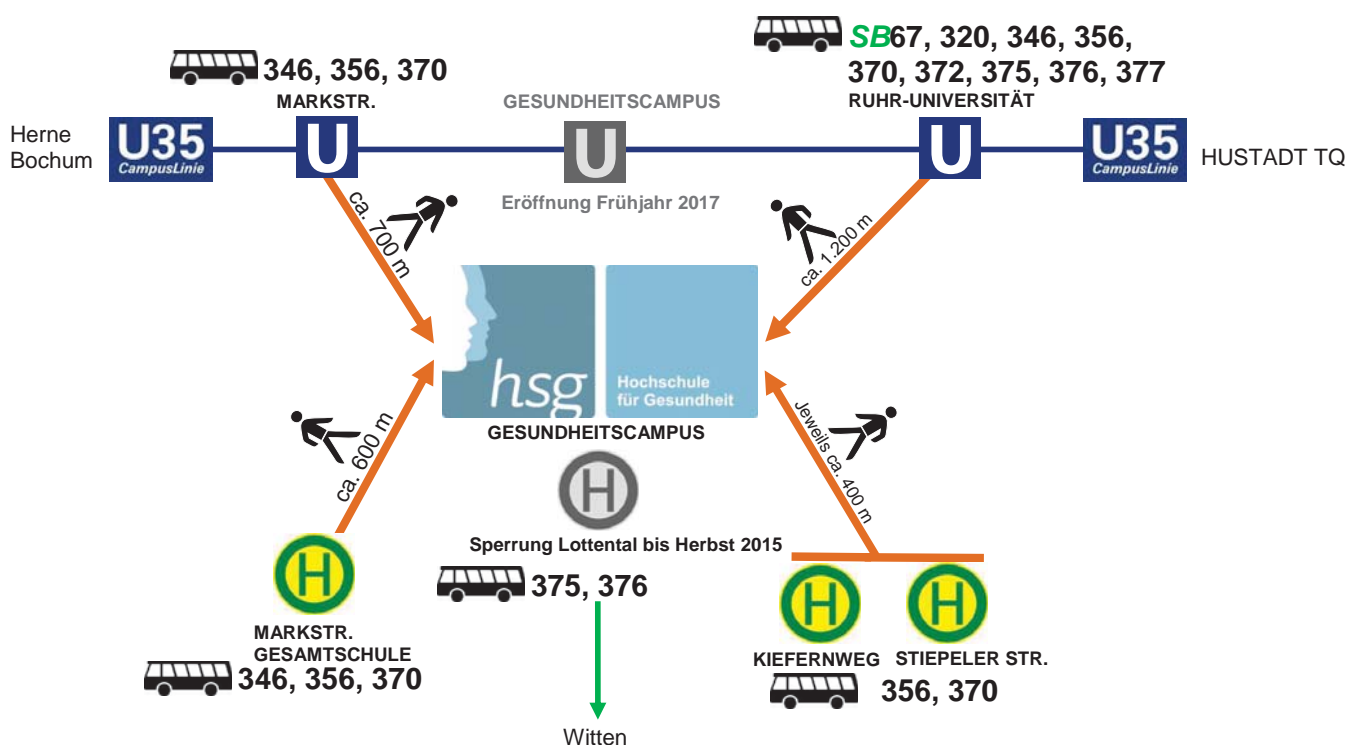 346, 356, 370
MARKSTR.
SB67, 320, 346, 356,
370, 372, 375, 376, 377
RUHR-UNIVERSITÄT
GESUNDHEITSCAMPUS
Herne
Bochum
U35
CampusLinie
U
U
U
U35
CampusLinie
HUSTADT TQ
Eröffnung Frühjahr 2017
ca. 700 m
ca. 1.200 m
hsg
Hochschule
für Gesundheit
GESUNDHEITSCAMPUS
H
Sperrung Lottental bis Herbst 2015
375, 376
Witten
ca. 600 m
H
MARKSTR.
GESAMTSCHULE
346, 356, 370
Jeweils ca. 400 m
H
H
KIEFERNWEG
STIEPELER STR.
356, 370